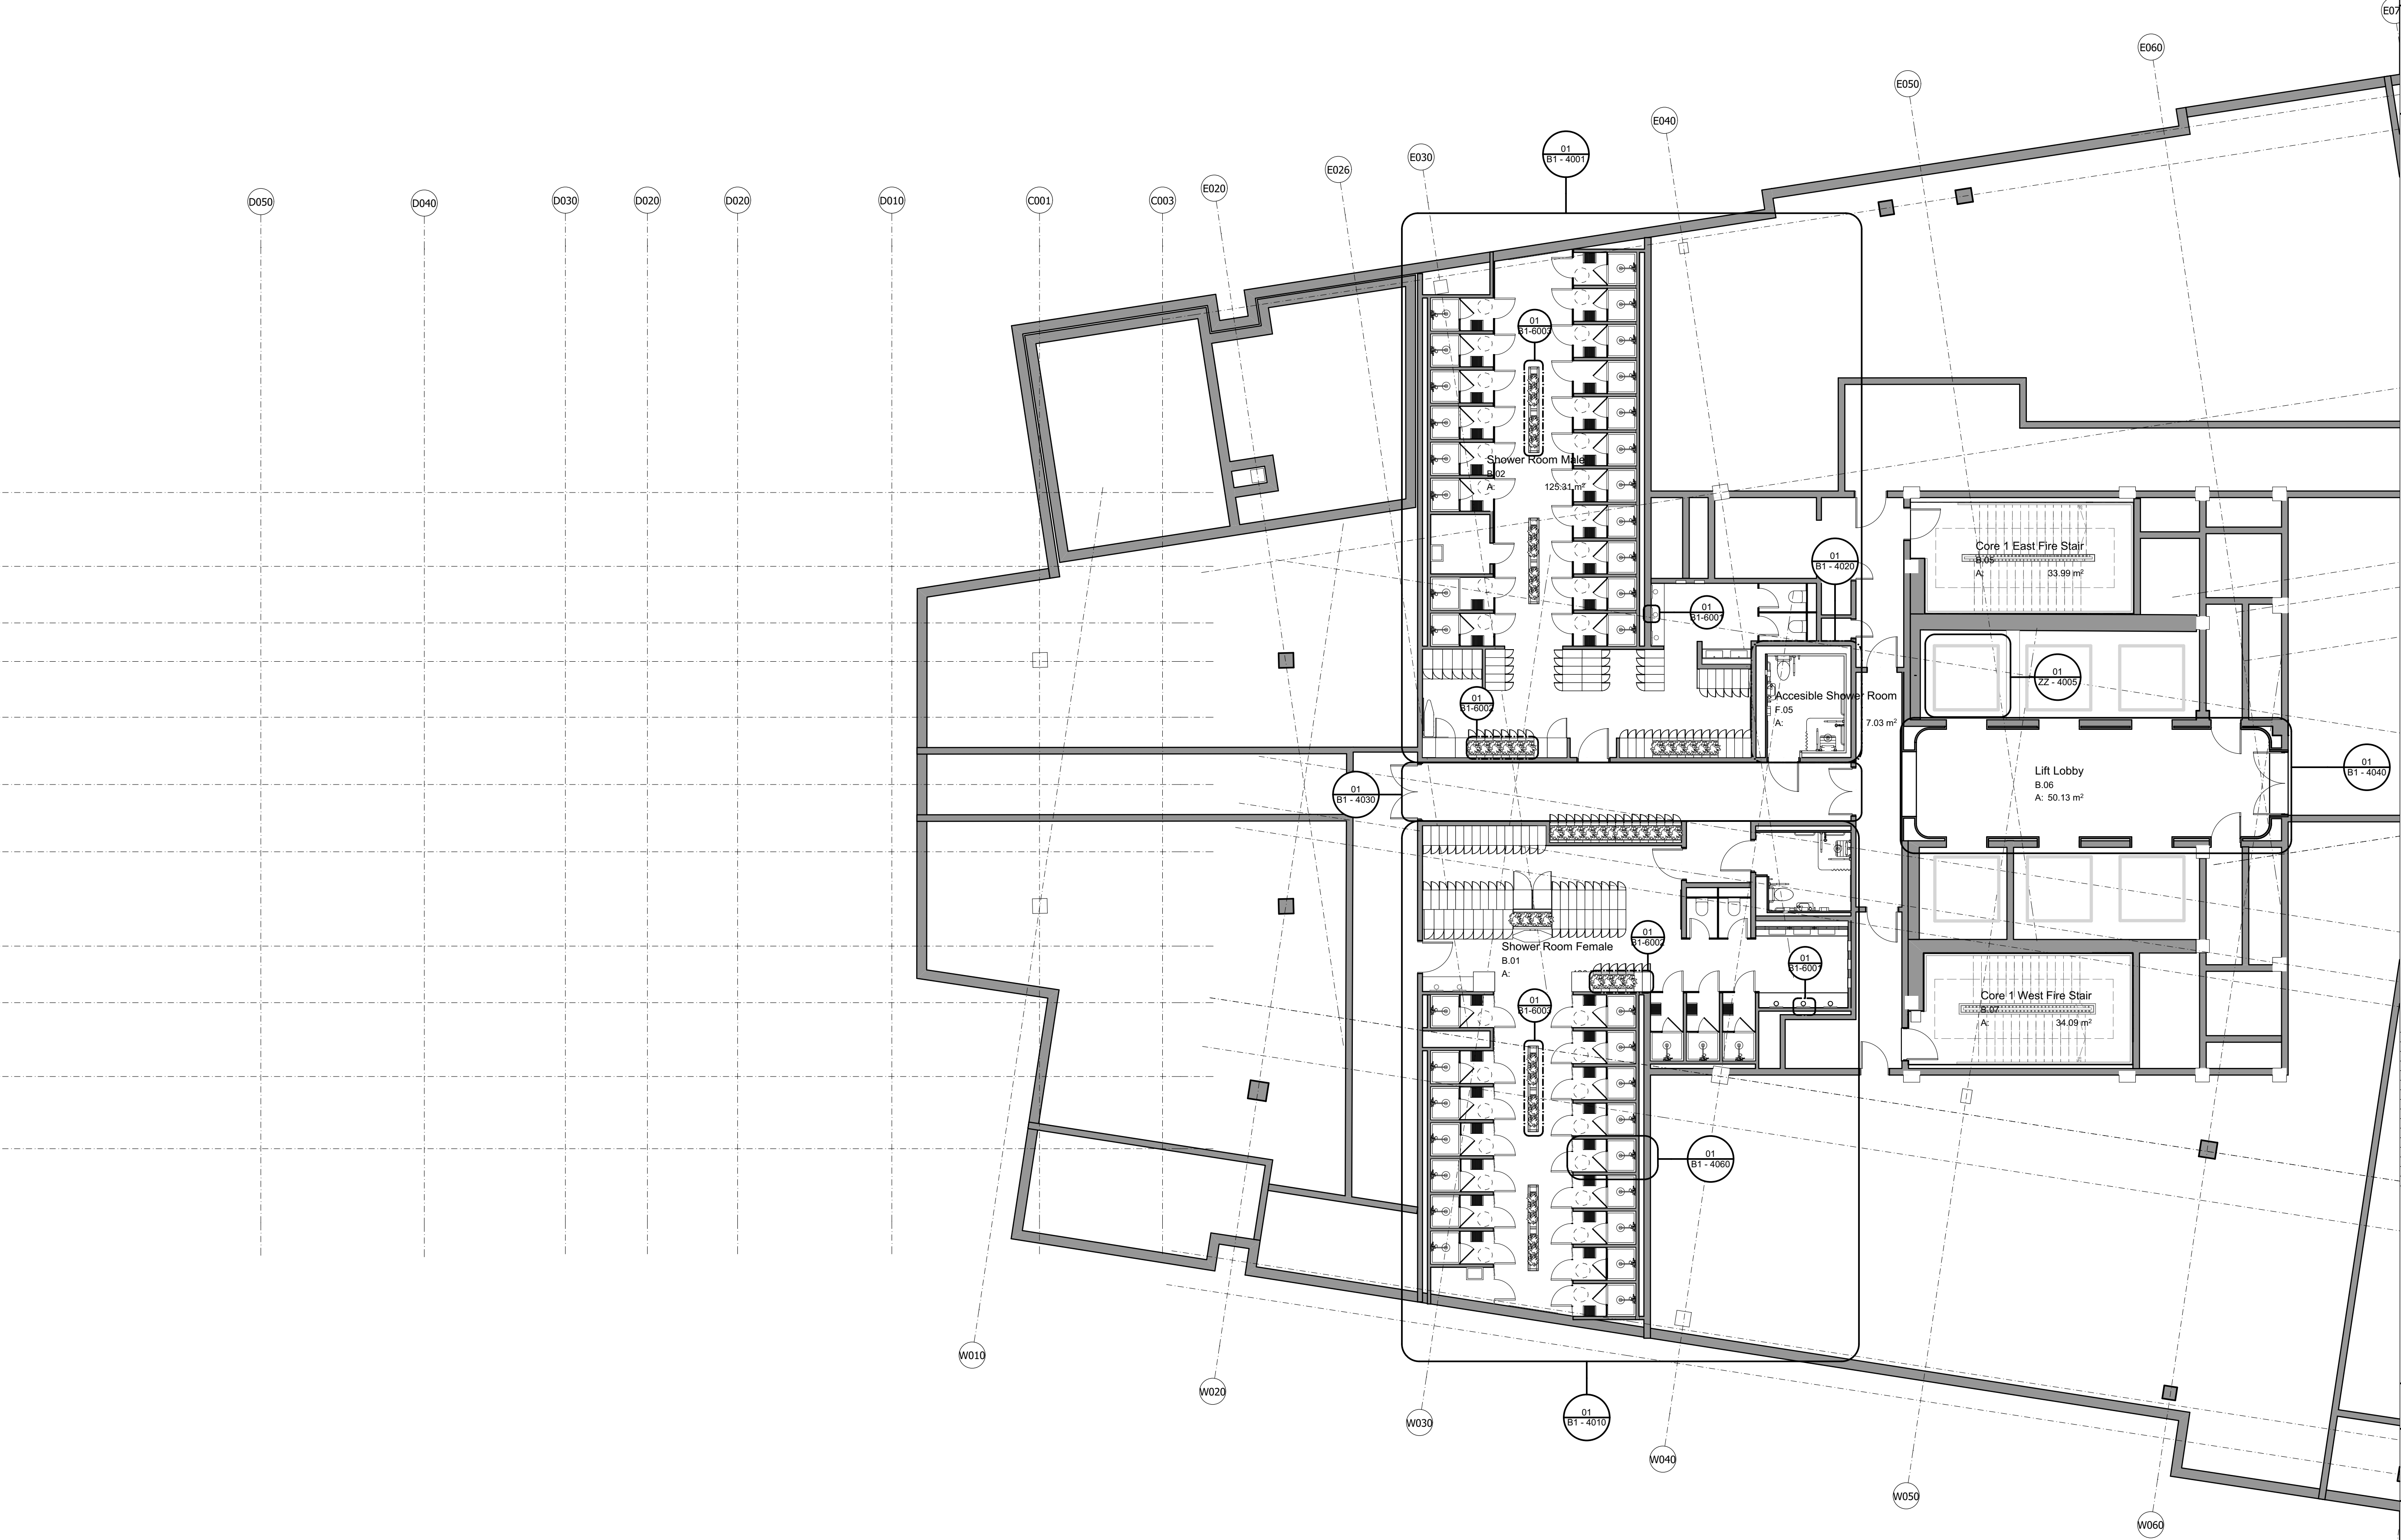 E07
E060
E050
E040
01
B1 - 4001
E030
E026
E020
D050
D040
D030
D020
D020
D010
C001
C003
01
B1-6003
Shower Room Male
B.02
A: 125.31 m²
01
B1 - 4020
Core 1 East Fire Stair
B.05
A: 33.99 m²
01
B1-6001
01
ZZ - 4005
01
B1-6002
Accesible Shower Room
F.05
A: 7.03 m²
Lift Lobby
B.06
A: 50.13 m²
01
B1 - 4040
01
B1 - 4030
Shower Room Female
B.01
A:
01
B1-6002
01
B1-6001
01
B1-6003
Core 1 West Fire Stair
B.07
A: 34.09 m²
01
B1 - 4060
W010
W020
01
B1 - 4010
W030
W040
W050
W060